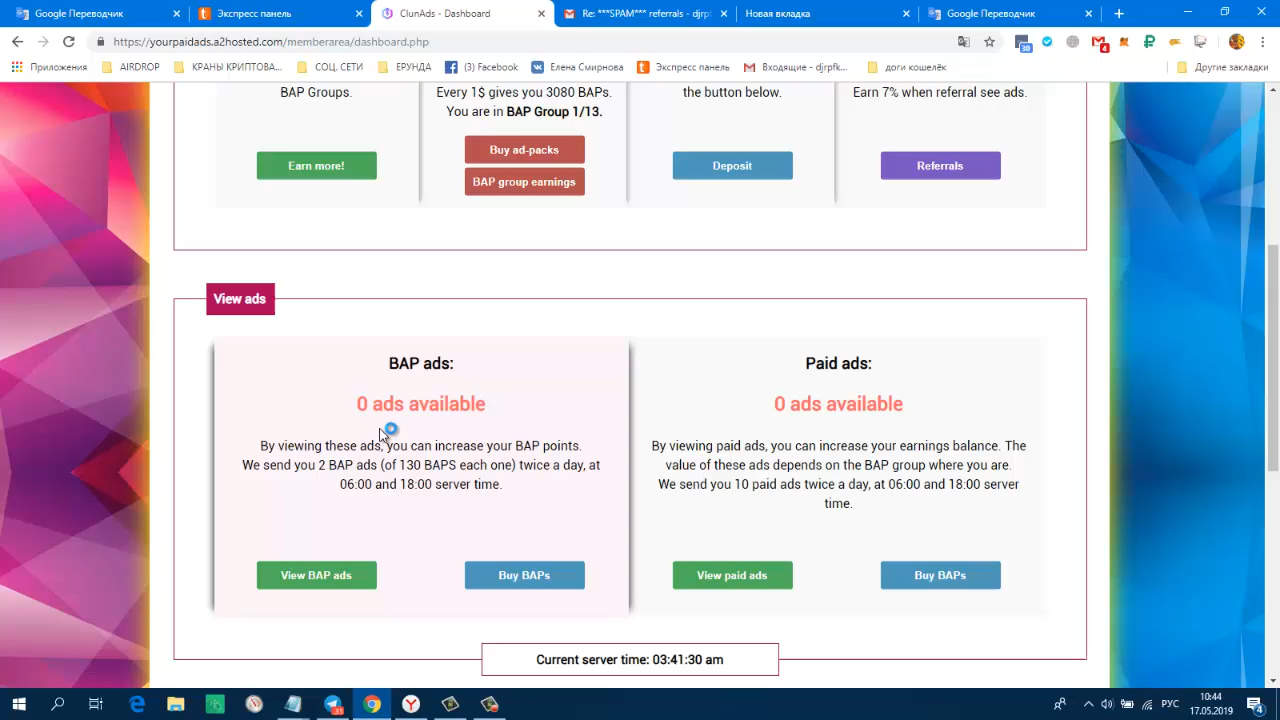 Google Переводчик
Экспресс панель
ClunAds - Dashboard
Re: ***SPAM*** referrals - djrp
Новая вкладка
Google Переводчик
https://yourpaidads.a2hosted.com/memberarea/dashboard.php
30
4
Приложения
AIRDROP
КРАНЫ КРИПТОВА...
СОЦ. СЕТИ
ЕРУНДА
(3) Facebook
Елена Смирнова
Экспресс панель
Входящие - djrpfk...
доги кошелёк
Другие закладки
BAP Groups.
Earn more!
Every 1$ gives you 3080 BAPs.
You are in BAP Group 1/13.
Buy ad-packs
BAP group earnings
the button below.
Deposit
Earn 7% when referral see ads.
Referrals
View ads
BAP ads:
0 ads available
By viewing these ads, you can increase your BAP points.
We send you 2 BAP ads (of 130 BAPS each one) twice a day, at
06:00 and 18:00 server time.
View BAP ads
Buy BAPs
Paid ads:
0 ads available
By viewing paid ads, you can increase your earnings balance. The
value of these ads depends on the BAP group where you are.
We send you 10 paid ads twice a day, at 06:00 and 18:00 server
time.
View paid ads
Buy BAPs
Current server time: 03:41:30 am
РУС
10:44
17.05.2019
4